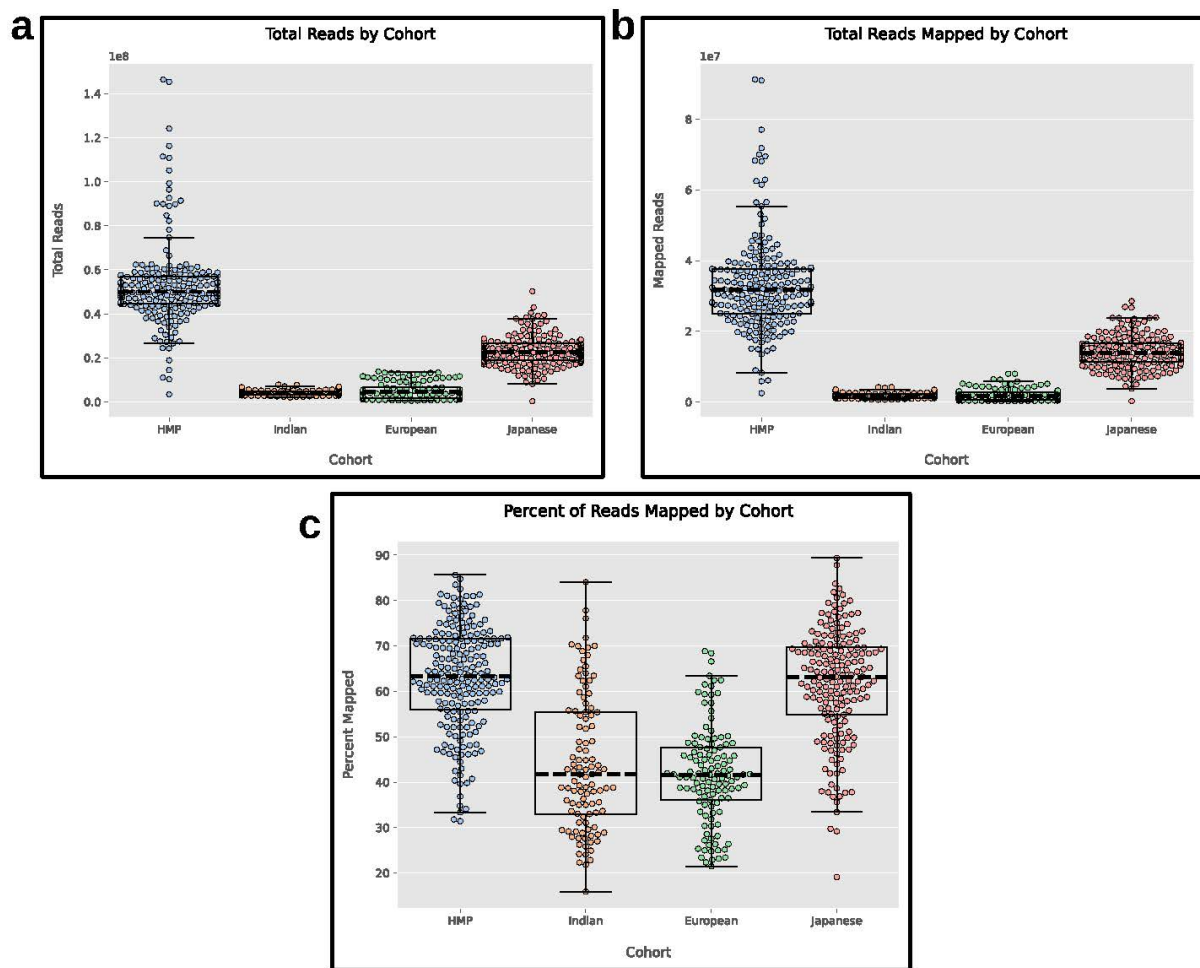 a
Total Reads by Cohort
1e8
1.4
1.2
1.0
0.8
0.6
0.4
0.2
0.0
Total Reads
HMP Indian European Japanese
Cohort
b
Total Reads Mapped by Cohort
1e7
8
6
4
2
0
Mapped Reads
HMP Indian European Japanese
Cohort
c
Percent of Reads Mapped by Cohort
90
80
70
60
50
40
30
20
Percent Mapped
HMP Indian European Japanese
Cohort